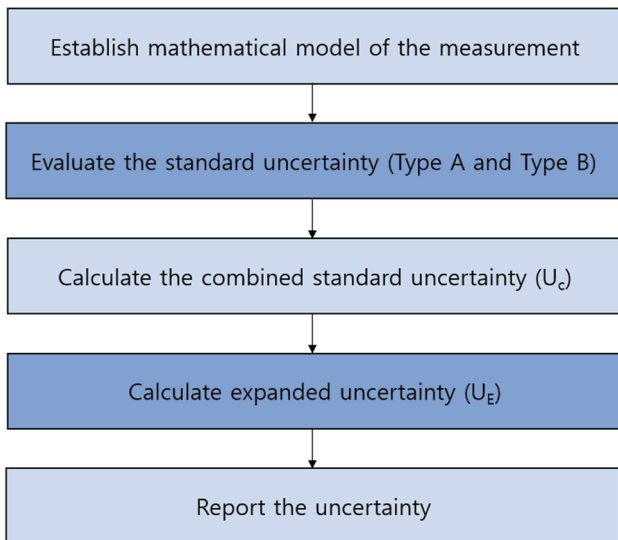 Establish mathematical model of the measurement
Evaluate the standard uncertainty (Type A and Type B)
Calculate the combined standard uncertainty (Uc)
Calculate expanded uncertainty (UE)
Report the uncertainty